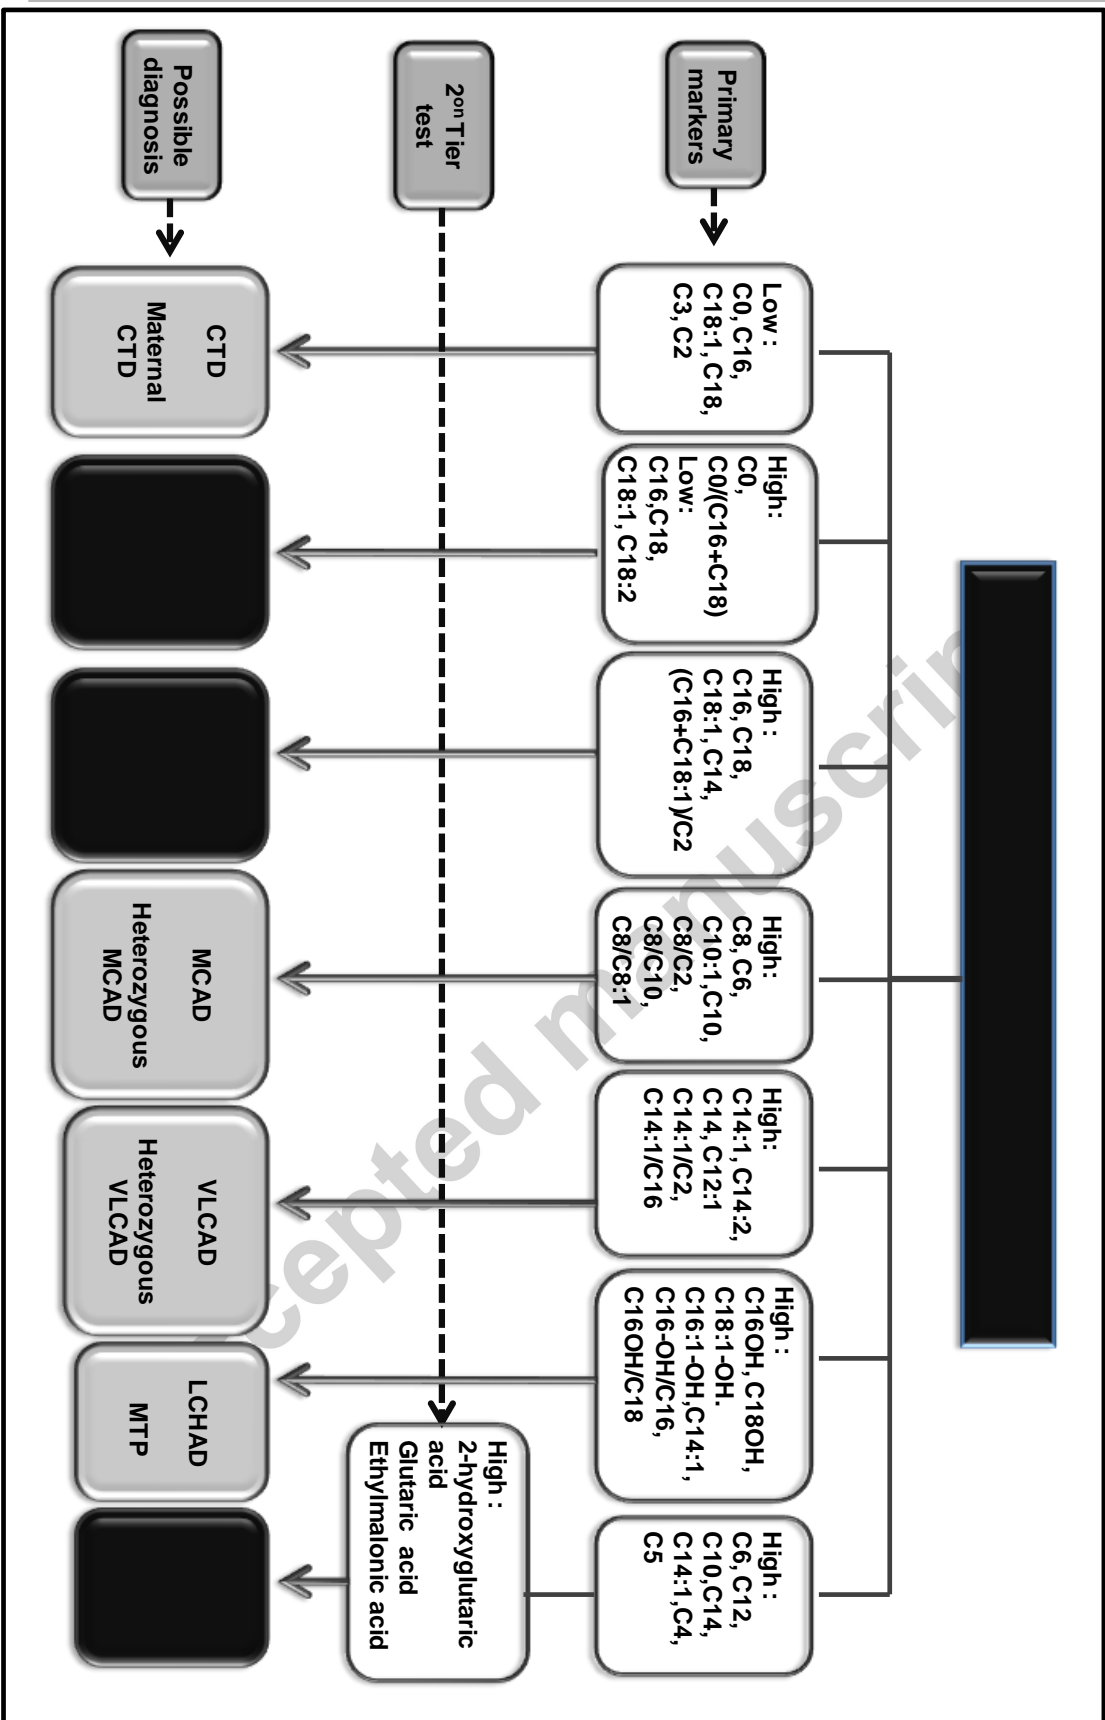 Primary
markers
Low :
C0, C16,
C18:1, C18,
C3, C2
High:
C0,
C0/(C16+C18)
Low:
C16,C18,
C18:1, C18:2
High :
C16, C18,
C18:1, C14,
(C16+C18:1)/C2
High:
C8, C6,
C10:1,C10,
C8/C2,
C8/C10,
C8/C8:1
High:
C14:1, C14:2,
C14, C12:1
C14:1/C2,
C14:1/C16
High :
C16OH, C18OH,
C18:1-OH.
C16:1-OH,C14:1,
C16-OH/C16,
C16OH/C18
High :
C6, C12,
C10,C14,
C14:1,C4,
C5
2on Tier
test
High :
2-hydroxyglutaric
acid
Glutaric acid
Ethylmalonic acid
Possible
diagnosis
CTD
Maternal
CTD
MCAD
Heterozygous
MCAD
VLCAD
Heterozygous
VLCAD
LCHAD
MTP
cepted manuscrip